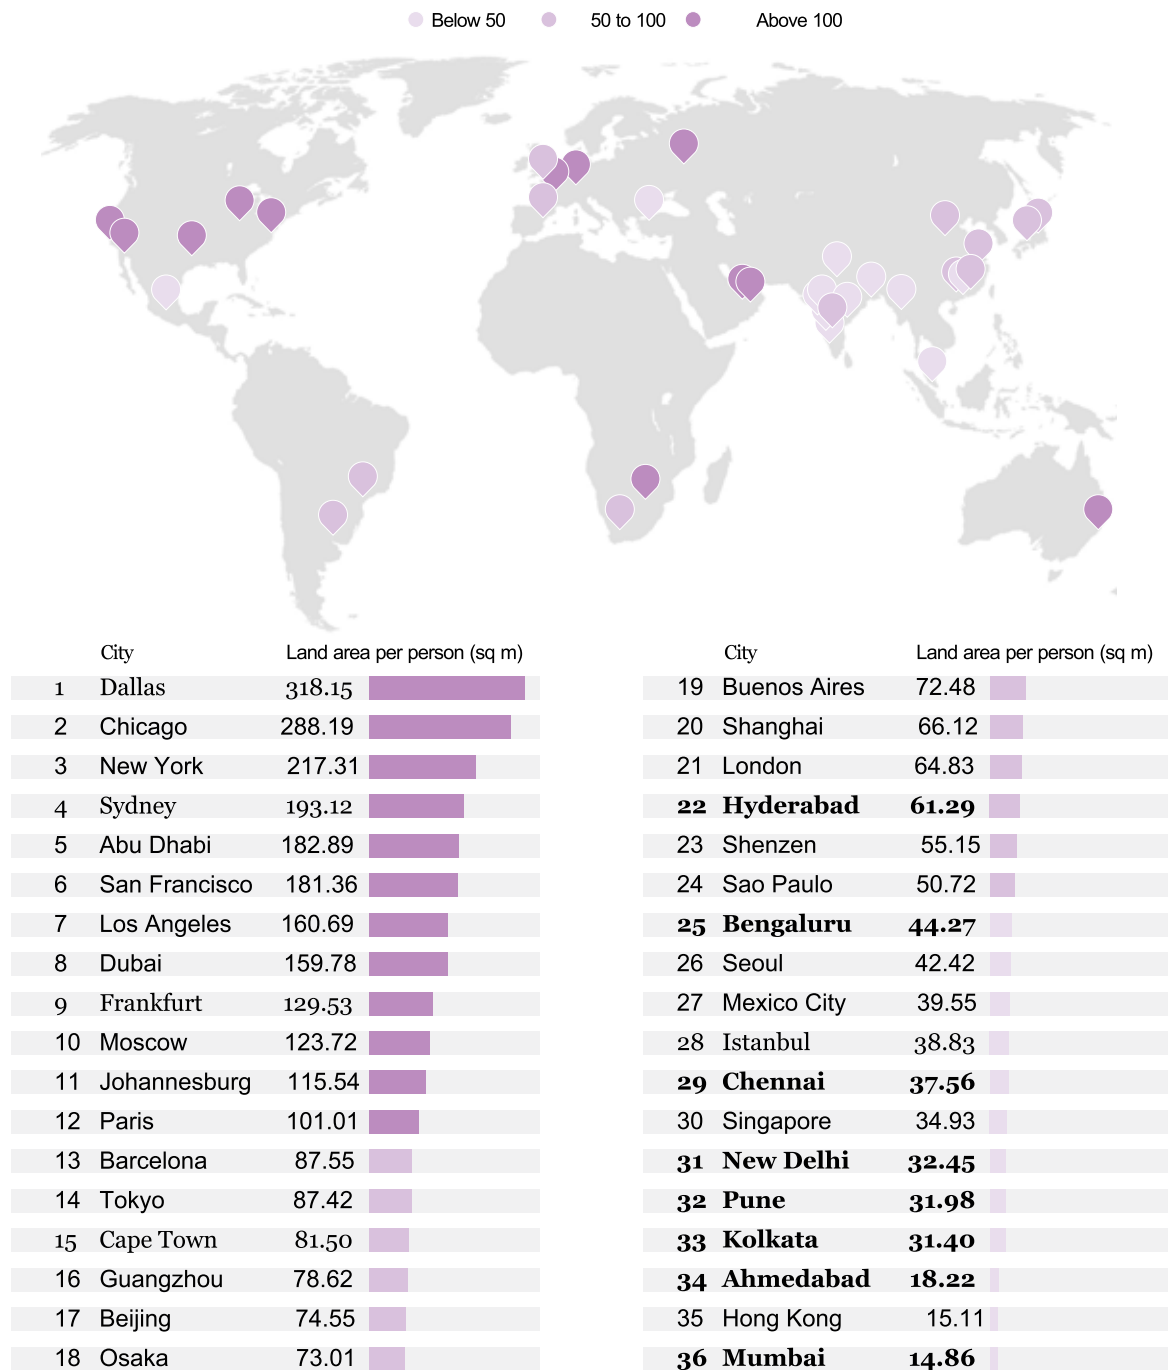 Below 50 50 to 100 Above 100
City Land area per person (sq m)
1 Dallas 318.15
2 Chicago 288.19
3 New York 217.31
4 Sydney 193.12
5 Abu Dhabi 182.89
6 San Francisco 181.36
7 Los Angeles 160.69
8 Dubai 159.78
9 Frankfurt 129.53
10 Moscow 123.72
11 Johannesburg 115.54
12 Paris 101.01
13 Barcelona 87.55
14 Tokyo 87.42
15 Cape Town 81.50
16 Guangzhou 78.62
17 Beijing 74.55
18 Osaka 73.01
City Land area per person (sq m)
19 Buenos Aires 72.48
20 Shanghai 66.12
21 London 64.83
22 Hyderabad 61.29
23 Shenzen 55.15
24 Sao Paulo 50.72
25 Bengaluru 44.27
26 Seoul 42.42
27 Mexico City 39.55
28 Istanbul 38.83
29 Chennai 37.56
30 Singapore 34.93
31 New Delhi 32.45
32 Pune 31.98
33 Kolkata 31.40
34 Ahmedabad 18.22
35 Hong Kong 15.11
36 Mumbai 14.86